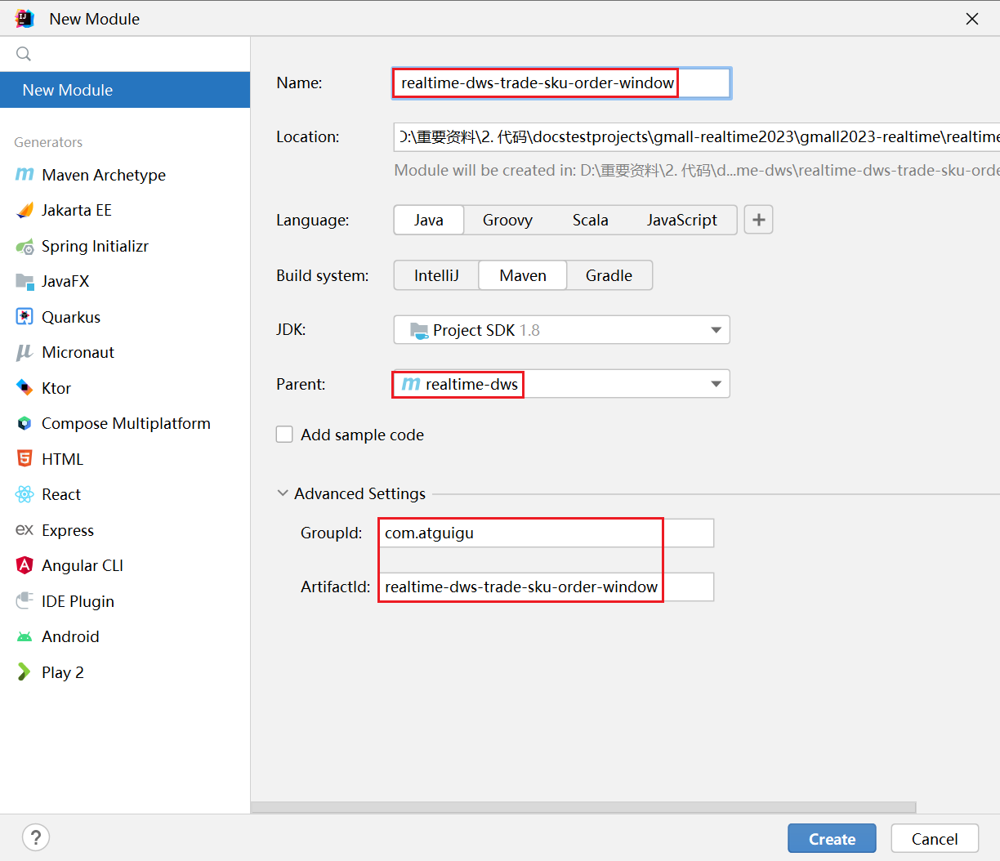 New Module
New Module
Generators
Maven Archetype
Jakarta EE
Spring Initializr
JavaFX
Quarkus
Micronaut
Ktor
Compose Multiplatform
HTML
React
Express
Angular CLI
IDE Plugin
Android
Play 2
Name: realtime-dws-trade-sku-order-window
Location: D:\重要资料\2. 代码\docstestprojects\gmall-realtime2023\gmall2023-realtime\realtime
Module will be created in: D:\重要资料\2. 代码\d...me-dws\realtime-dws-trade-sku-orde
Language: Java Groovy Scala JavaScript +
Build system: IntelliJ Maven Gradle
JDK: Project SDK 1.8
Parent: realtime-dws
Add sample code
Advanced Settings
GroupId: com.atguigu
ArtifactId: realtime-dws-trade-sku-order-window
? Create Cancel